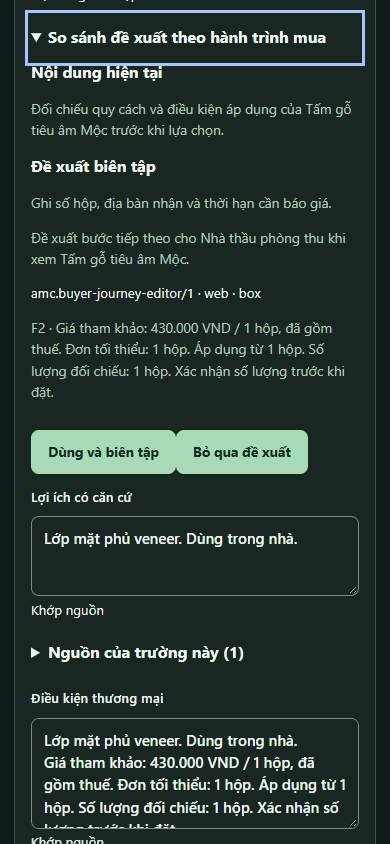 ▼ So sánh đề xuất theo hành trình mua
Nội dung hiện tại
Đối chiếu quy cách và điều kiện áp dụng của Tấm gỗ
tiêu âm Mộc trước khi lựa chọn.
Đề xuất biên tập
Ghi số hộp, địa bàn nhận và thời hạn cần báo giá.
Đề xuất bước tiếp theo cho Nhà thầu phòng thu khi
xem Tấm gỗ tiêu âm Mộc.
amc.buyer-journey-editor/1 · web · box
F2 · Giá tham khảo: 430.000 VND / 1 hộp, đã gồm
thuế. Đơn tối thiểu: 1 hộp. Áp dụng từ 1 hộp. Số
lượng đối chiếu: 1 hộp. Xác nhận số lượng trước khi
đặt.
Dùng và biên tập
Bỏ qua đề xuất
Lợi ích có căn cứ
Lớp mặt phủ veneer. Dùng trong nhà.
Khớp nguồn
▶ Nguồn của trường này (1)
Điều kiện thương mại
Lớp mặt phủ veneer. Dùng trong nhà.
Giá tham khảo: 430.000 VND / 1 hộp, đã
gồm thuế. Đơn tối thiểu: 1 hộp. Áp dụng từ 1
hộp. Số lượng đối chiếu: 1 hộp. Xác nhận số
lượng trước khi đặt.
Khớp nguồn